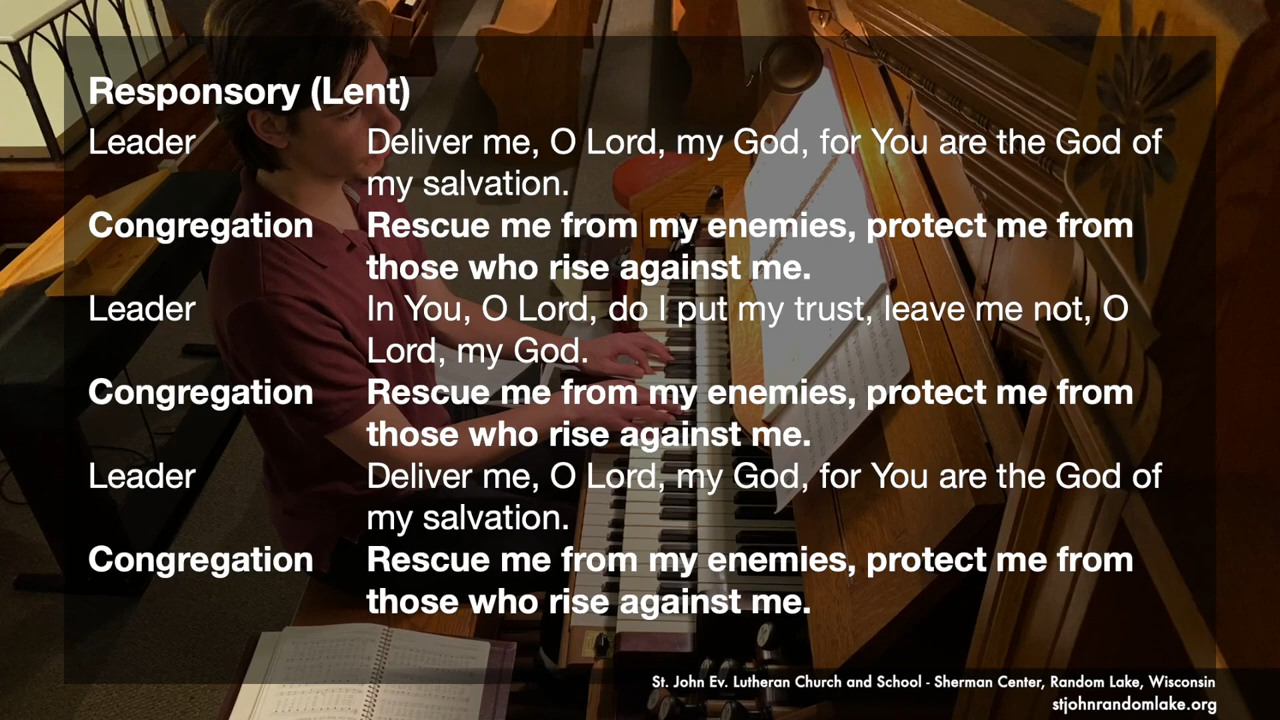 Responsory (Lent)
Leader Deliver me, O Lord, my God, for You are the God of
my salvation.
Congregation Rescue me from my enemies, protect me from
those who rise against me.
Leader In You, O Lord, do I put my trust, leave me not, O
Lord, my God.
Congregation Rescue me from my enemies, protect me from
those who rise against me.
Leader Deliver me, O Lord, my God, for You are the God of
my salvation.
Congregation Rescue me from my enemies, protect me from
those who rise against me.
St. John Ev. Lutheran Church and School - Sherman Center, Random Lake, Wisconsin
stjohnrandomlake.org